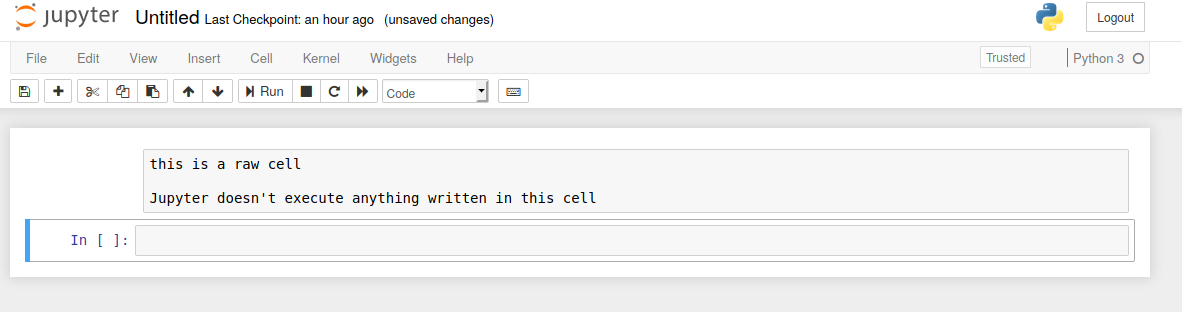 jupyter Untitled Last Checkpoint: an hour ago (unsaved changes) Logout
File Edit View Insert Cell Kernel Widgets Help Trusted Python 3
Run Code
this is a raw cell
Jupyter doesn't execute anything written in this cell
In [ ]: